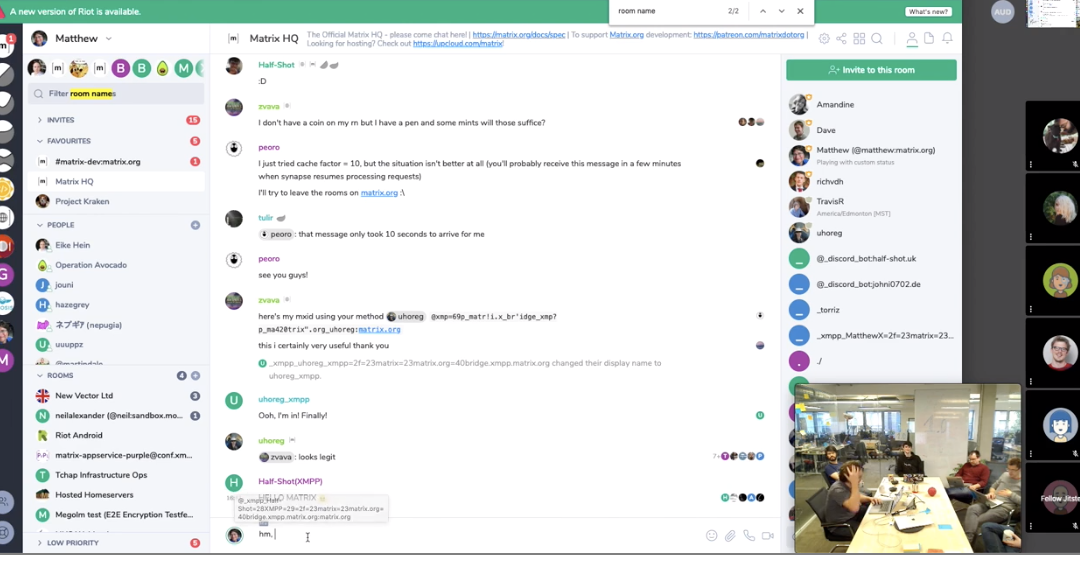 A new version of Riot is available.
room name
2/2
What's new?
AUD
Matthew
Matrix HQ
The Official Matrix HQ - please come chat here! | https://matrix.org/docs/spec | To support Matrix.org development: https://patreon.com/matrixdotorg |
Looking for hosting? Check out https://upcloud.com/matrix!
Filter room names
INVITES
15
FAVOURITES
6
#matrix-dev:matrix.org
1
Matrix HQ
Project Kraken
PEOPLE
Eike Hein
Operation Avocado
jouni
hazegrey
ネプギア (nepugia)
uuuppz
@martindale
ROOMS
4
New Vector Ltd
3
neilalexander (@neil:sandbox.mo...
1
Riot Android
matrix-appservice-purple@conf.xm...
Tchap Infrastructure Ops
Hosted Homeservers
Megolm test (E2E Encryption Testfe...
LOW PRIORITY
5
Half-Shot
:D
zvava
I don't have a coin on my rn but I have a pen and some mints will those suffice?
peoro
I just tried cache factor = 10, but the situation isn't better at all (you'll probably receive this message in a few minutes
when synapse resumes processing requests)
I'll try to leave the rooms on matrix.org :\
tulir
peoro : that message only took 10 seconds to arrive for me
peoro
see you guys!
zvava
here's my mxid using your method uhoreg @xmp=69p_matr!i.x_br'idge_xmp?
p_ma420trix".org_uhoreg:matrix.org
this i certainly very useful thank you
_xmpp_uhoreg_xmpp=2f=23matrix=23matrix.org=40bridge.xmpp.matrix.org changed their display name to
uhoreg_xmpp.
uhoreg_xmpp
Ooh, I'm in! Finally!
uhoreg
zvava : looks legit
7+
Half-Shot(XMPP)
HELLO MATRIX
@_xmpp_Half-
Shot=28XMPP=29=2f=23matrix=23matrix.org=
40bridge.xmpp.matrix.org:matrix.org
hm,
Invite to this room
Amandine
Dave
Matthew (@matthew:matrix.org)
Playing with custom status
richvdh
TravisR
America/Edmonton [MST]
uhoreg
@_discord_bot:half-shot.uk
@_discord_bot:johni0702.de
_torriz
_xmpp_MatthewX=2f=23matrix=23...
./
Fellow Jitste